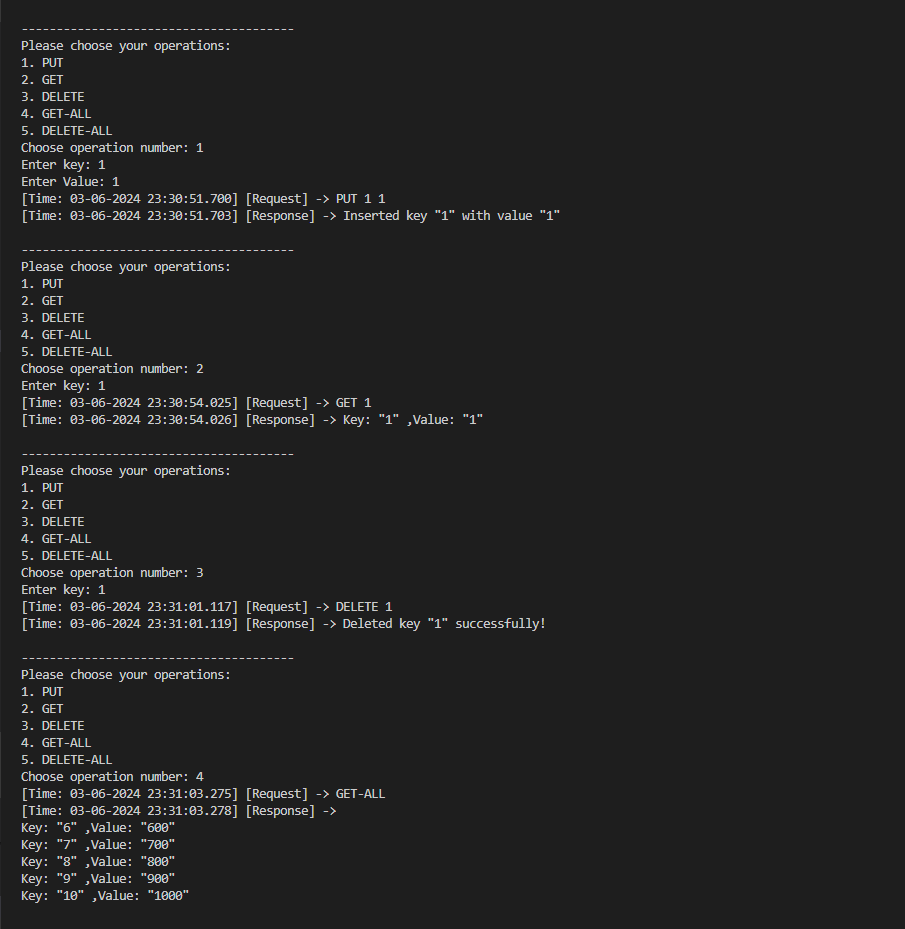 ---------------------------------------
Please choose your operations:
1. PUT
2. GET
3. DELETE
4. GET-ALL
5. DELETE-ALL
Choose operation number: 1
Enter key: 1
Enter Value: 1
[Time: 03-06-2024 23:30:51.700] [Request] -> PUT 1 1
[Time: 03-06-2024 23:30:51.703] [Response] -> Inserted key "1" with value "1"
---------------------------------------
Please choose your operations:
1. PUT
2. GET
3. DELETE
4. GET-ALL
5. DELETE-ALL
Choose operation number: 2
Enter key: 1
[Time: 03-06-2024 23:30:54.025] [Request] -> GET 1
[Time: 03-06-2024 23:30:54.026] [Response] -> Key: "1" ,Value: "1"
---------------------------------------
Please choose your operations:
1. PUT
2. GET
3. DELETE
4. GET-ALL
5. DELETE-ALL
Choose operation number: 3
Enter key: 1
[Time: 03-06-2024 23:31:01.117] [Request] -> DELETE 1
[Time: 03-06-2024 23:31:01.119] [Response] -> Deleted key "1" successfully!
---------------------------------------
Please choose your operations:
1. PUT
2. GET
3. DELETE
4. GET-ALL
5. DELETE-ALL
Choose operation number: 4
[Time: 03-06-2024 23:31:03.275] [Request] -> GET-ALL
[Time: 03-06-2024 23:31:03.278] [Response] ->
Key: "6" ,Value: "600"
Key: "7" ,Value: "700"
Key: "8" ,Value: "800"
Key: "9" ,Value: "900"
Key: "10" ,Value: "1000"